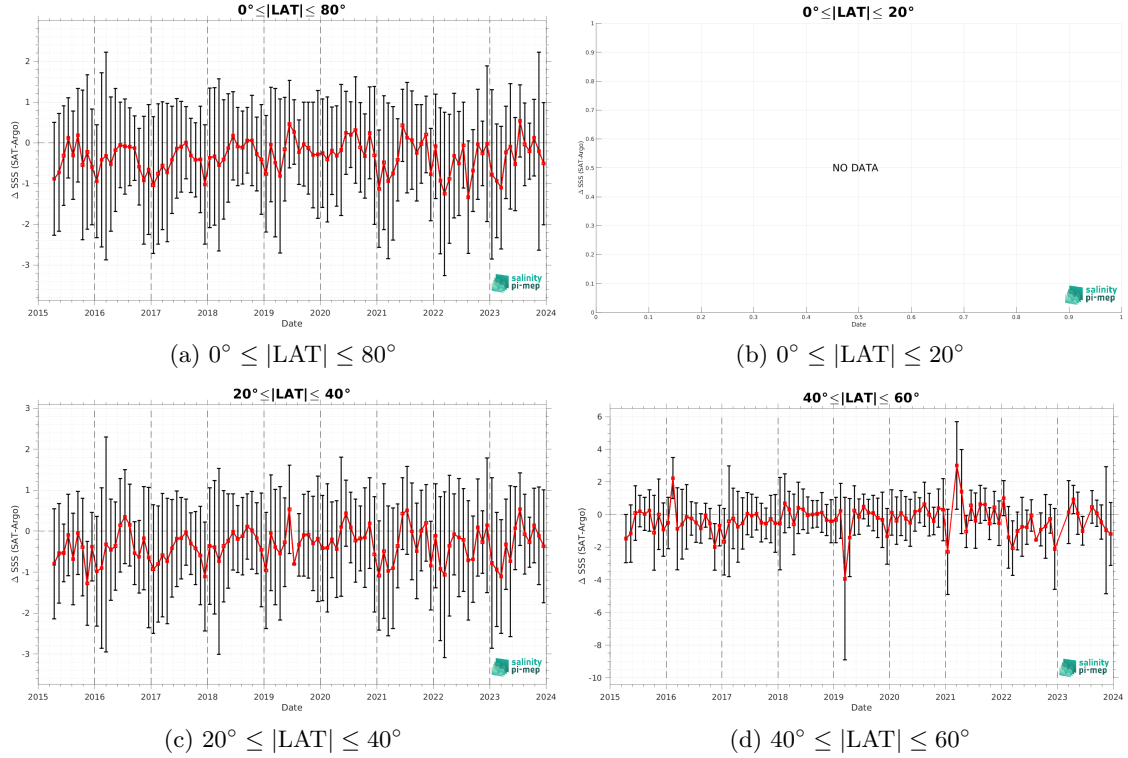 0°≤|LAT|≤ 80°
Δ SSS (SAT-Argo)
2
1
0
-1
-2
-3
2015 2016 2017 2018 2019 2020 2021 2022 2023 2024
Date
salinity
pi-mep
(a) 0° ≤ |LAT| ≤ 80°
0°≤|LAT|≤ 20°
Δ SSS (SAT-Argo)
1
0.9
0.8
0.7
0.6
0.5
0.4
0.3
0.2
0.1
0
NO DATA
0 0.1 0.2 0.3 0.4 0.5 0.6 0.7 0.8 0.9 1
Date
salinity
pi-mep
(b) 0° ≤ |LAT| ≤ 20°
20°≤|LAT|≤ 40°
Δ SSS (SAT-Argo)
3
2
1
0
-1
-2
-3
2015 2016 2017 2018 2019 2020 2021 2022 2023 2024
Date
salinity
pi-mep
(c) 20° ≤ |LAT| ≤ 40°
40°≤|LAT|≤ 60°
Δ SSS (SAT-Argo)
6
4
2
0
-2
-4
-6
-8
-10
2015 2016 2017 2018 2019 2020 2021 2022 2023 2024
Date
salinity
pi-mep
(d) 40° ≤ |LAT| ≤ 60°